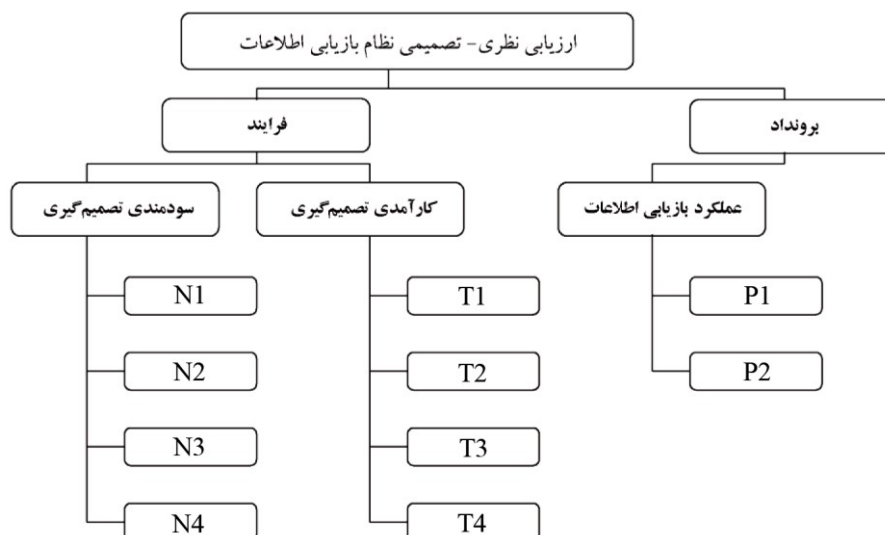 ارزیابی نظری- تصمیمی نظام بازیابی اطلاعات
برونداد
فرایند
عملکرد بازیابی اطلاعات
کارآمدی تصمیم‌گیری
سودمندی تصمیم‌گیری
P1
T1
N1
P2
T2
N2
T3
N3
T4
N4